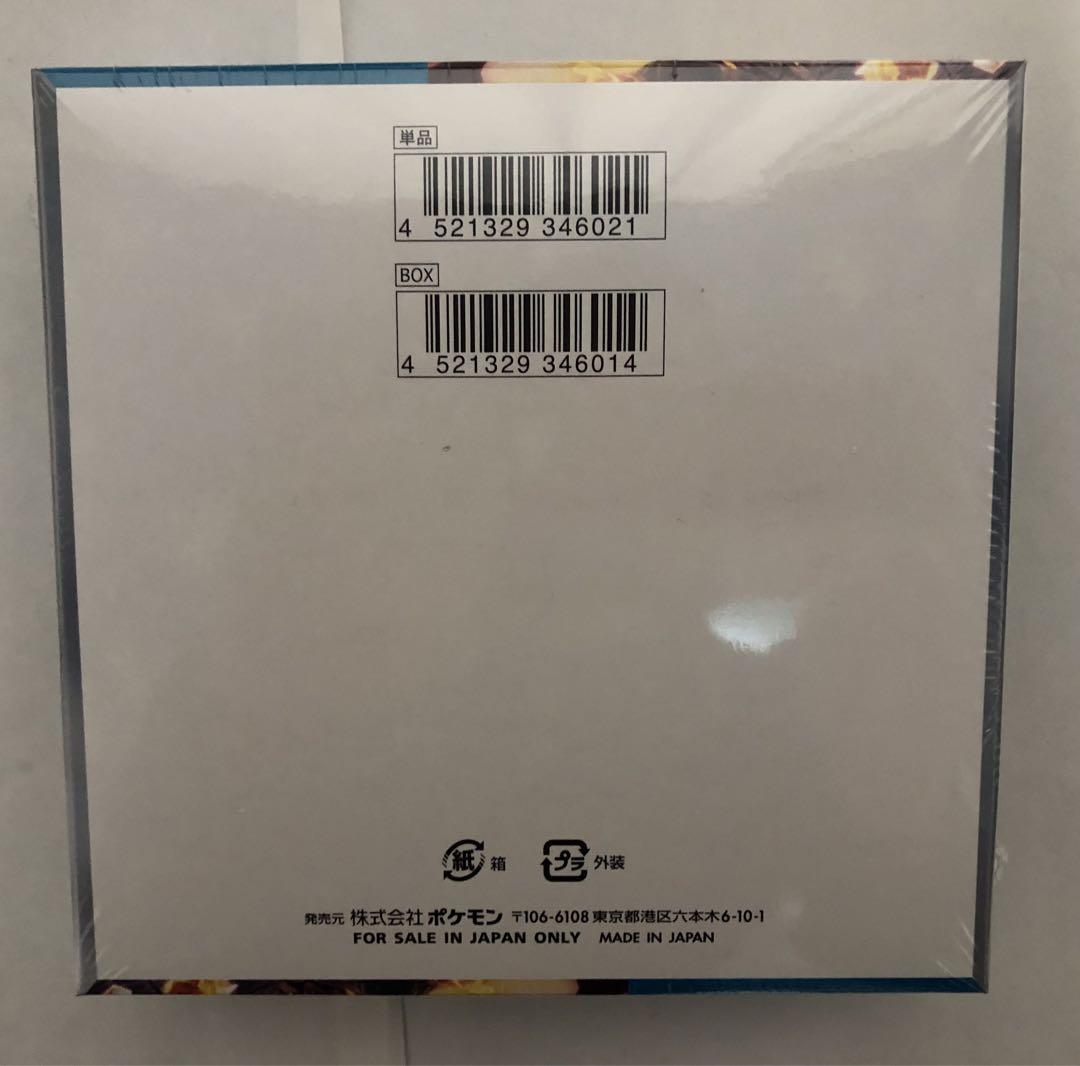 単品
4 521329 346021
BOX
4 521329 346014
紙 箱 プラ 外装
発売元 株式会社ポケモン 〒106-6108 東京都港区六本木6-10-1
FOR SALE IN JAPAN ONLY MADE IN JAPAN